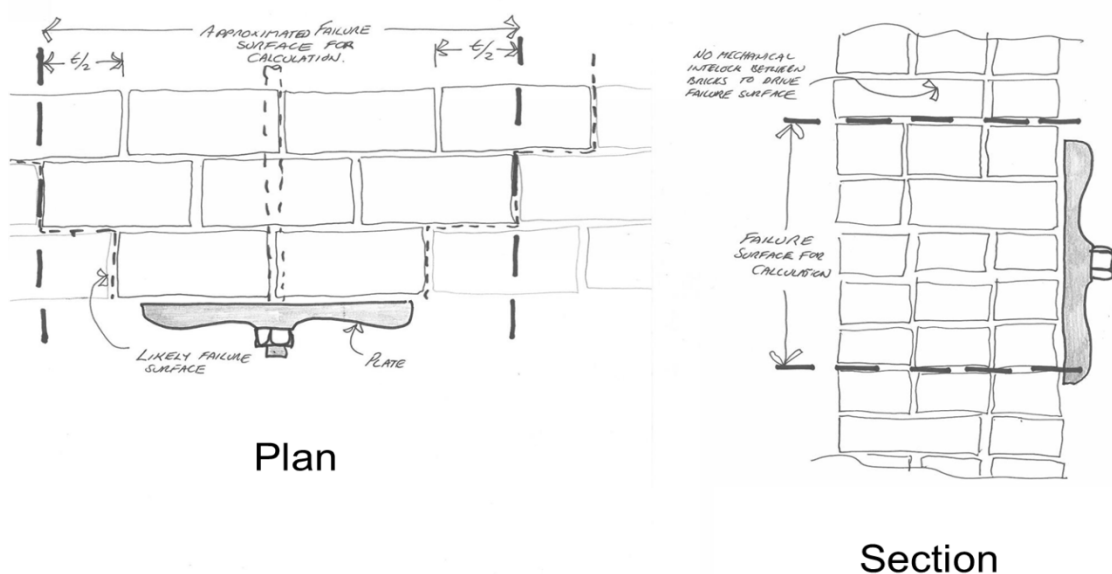 APPROXIMATED FAILURE
SURFACE FOR
CALCULATION.
t/2
t/2
LIKELY FAILURE
SURFACE
PLATE
Plan
NO MECHANICAL
INTELOCK BETWEEN
BRICKS TO DRIVE
FAILURE SURFACE
FAILURE
SURFACE FOR
CALCULATION
Section